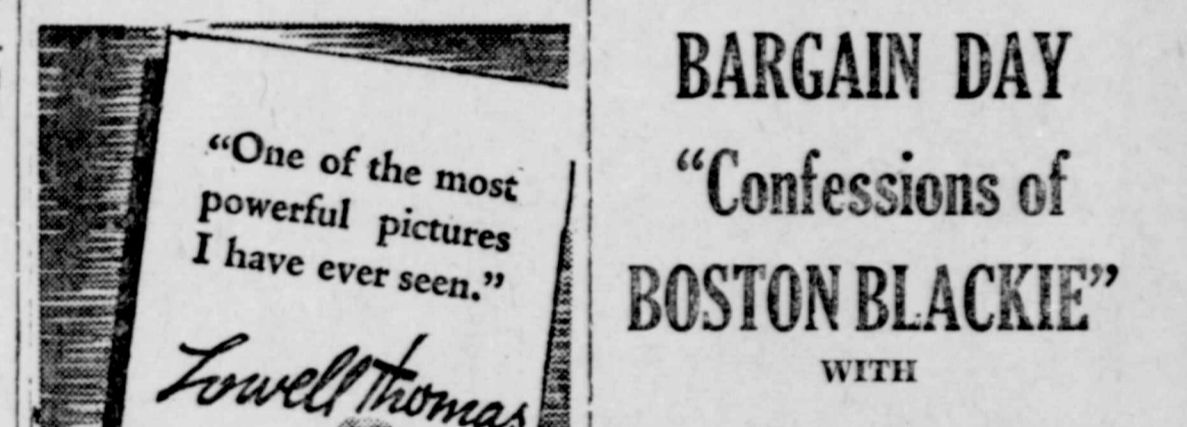 “One of the most
powerful pictures
I have ever seen.”
Lowell Thomas
BARGAIN DAY
“Confessions of
BOSTON BLACKIE”
WITH